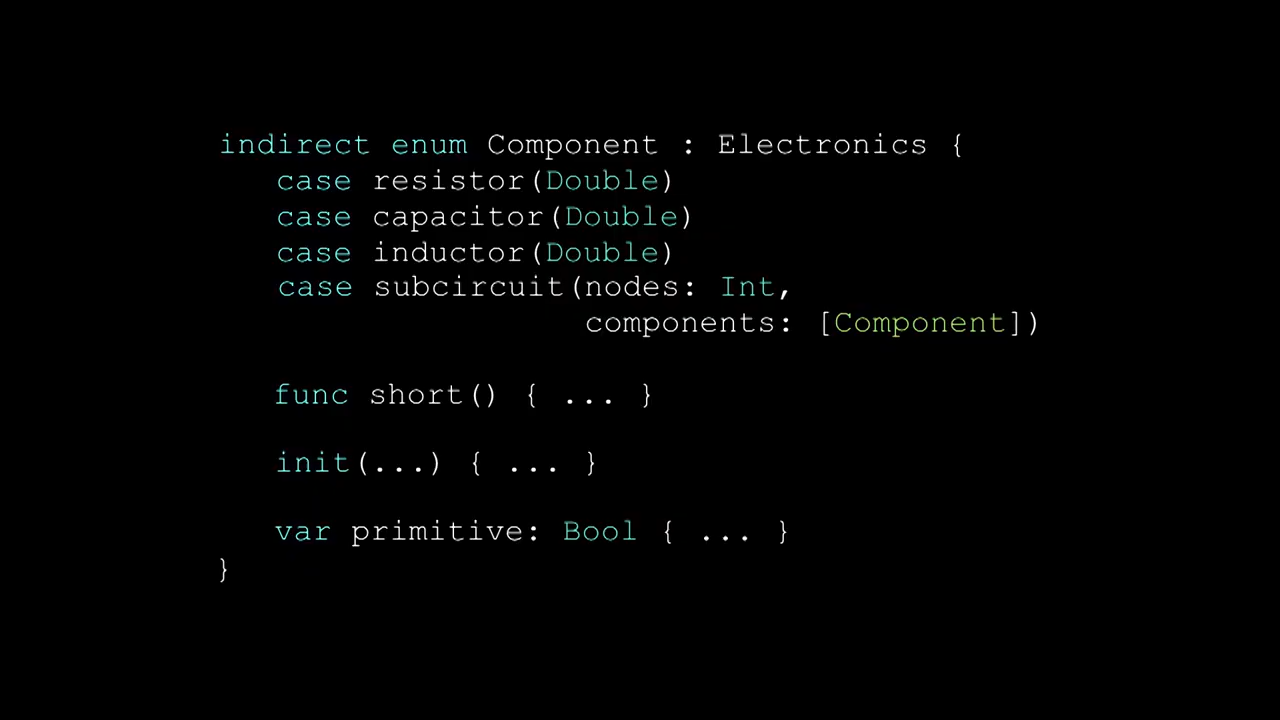 indirect enum Component : Electronics {
case resistor(Double)
case capacitor(Double)
case inductor(Double)
case subcircuit(nodes: Int,
components: [Component])
func short() { ... }
init(...) { ... }
var primitive: Bool { ... }
}